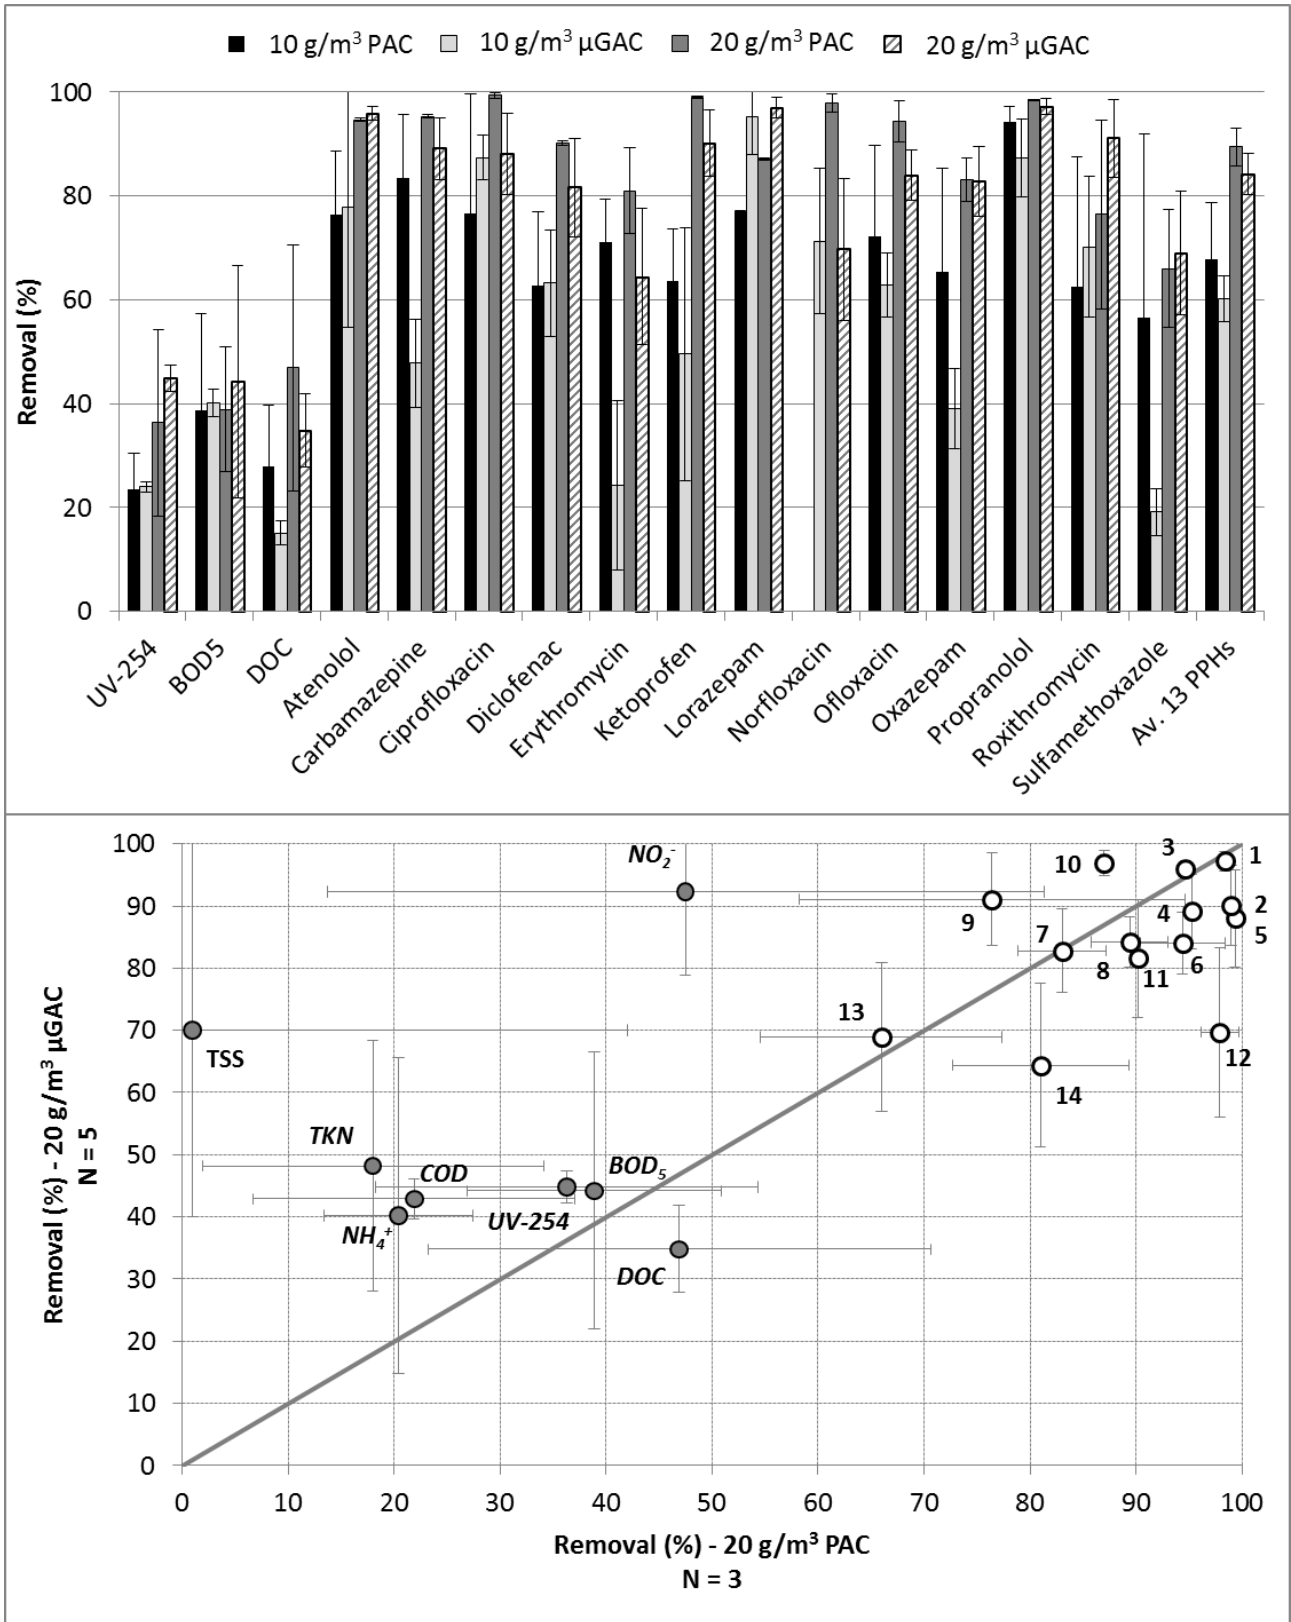 10 g/m³ PAC 10 g/m³ µGAC 20 g/m³ PAC 20 g/m³ µGAC
Removal (%)
100
80
60
40
20
0
UV-254
BOD5
DOC
Atenolol
Carbamazepine
Ciprofloxacin
Diclofenac
Erythromycin
Ketoprofen
Lorazepam
Norfloxacin
Ofloxacin
Oxazepam
Propranolol
Roxithromycin
Sulfamethoxazole
Av. 13 PPHs
Removal (%) - 20 g/m³ µGAC
N = 5
100
90
80
70
60
50
40
30
20
10
0
NO₂⁻
10
3
1
9
7
4
2
8
11
6
5
13
12
14
TSS
TKN
COD
BOD₅
NH₄⁺
UV-254
DOC
0 10 20 30 40 50 60 70 80 90 100
Removal (%) - 20 g/m³ PAC
N = 3